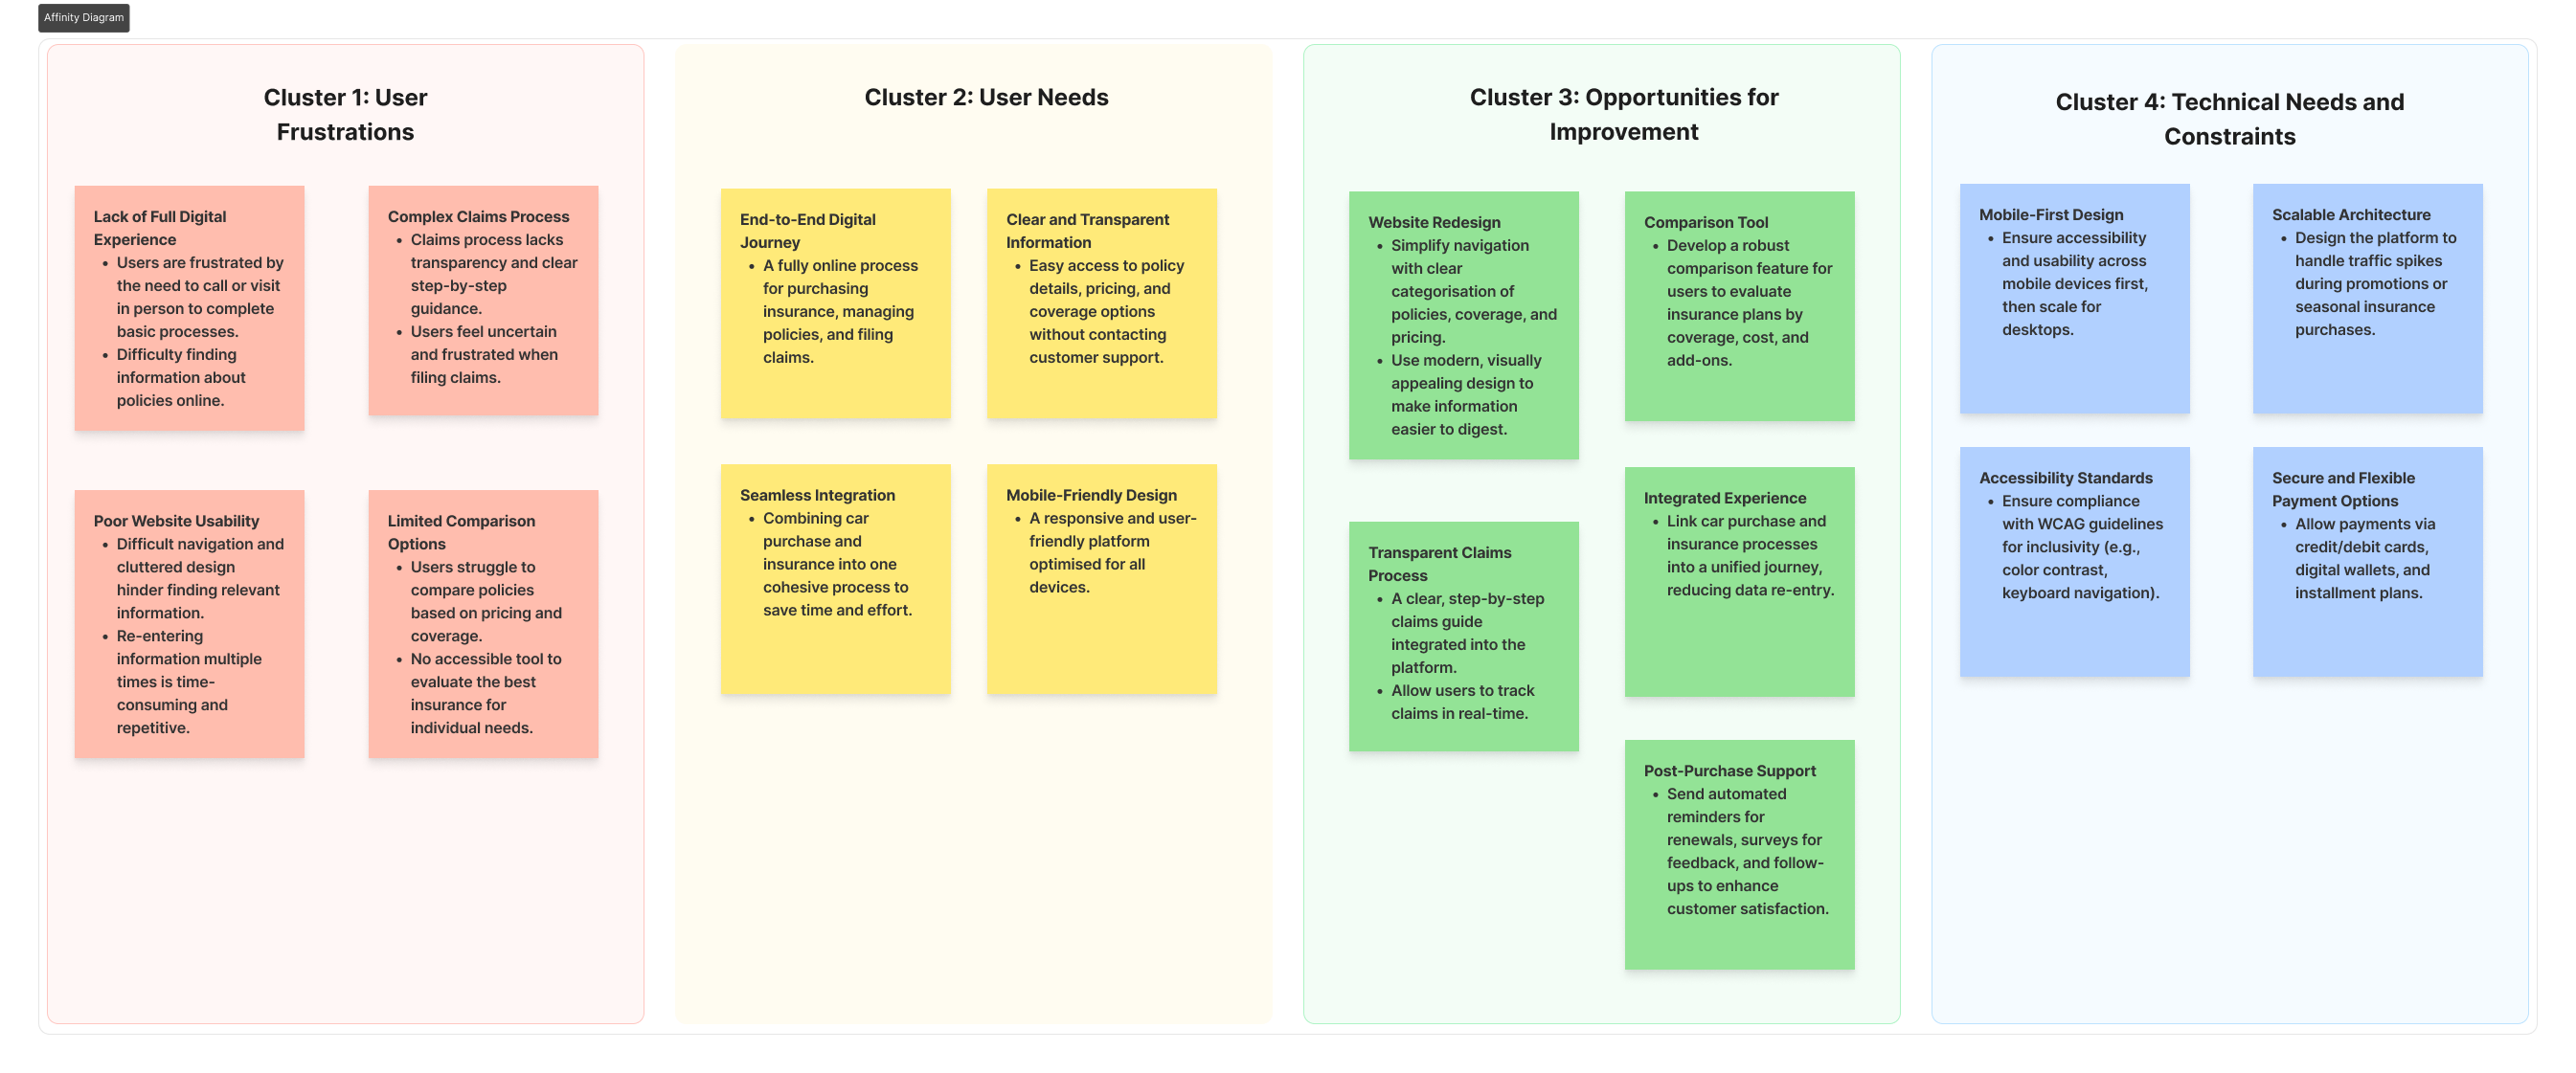 Affinity Diagram
Cluster 1: User
Frustrations
Lack of Full Digital
Experience
• Users are frustrated by
the need to call or visit
in person to complete
basic processes.
• Difficulty finding
information about
policies online.
Complex Claims Process
• Claims process lacks
transparency and clear
step-by-step
guidance.
• Users feel uncertain
and frustrated when
filing claims.
Poor Website Usability
• Difficult navigation and
cluttered design
hinder finding relevant
information.
• Re-entering
information multiple
times is time-
consuming and
repetitive.
Limited Comparison
Options
• Users struggle to
compare policies
based on pricing and
coverage.
• No accessible tool to
evaluate the best
insurance for
individual needs.
Cluster 2: User Needs
End-to-End Digital
Journey
• A fully online process
for purchasing
insurance, managing
policies, and filing
claims.
Clear and Transparent
Information
• Easy access to policy
details, pricing, and
coverage options
without contacting
customer support.
Seamless Integration
• Combining car
purchase and
insurance into one
cohesive process to
save time and effort.
Mobile-Friendly Design
• A responsive and user-
friendly platform
optimised for all
devices.
Cluster 3: Opportunities for
Improvement
Website Redesign
• Simplify navigation
with clear
categorisation of
policies, coverage, and
pricing.
• Use modern, visually
appealing design to
make information
easier to digest.
Comparison Tool
• Develop a robust
comparison feature for
users to evaluate
insurance plans by
coverage, cost, and
add-ons.
Transparent Claims
Process
• A clear, step-by-step
claims guide
integrated into the
platform.
• Allow users to track
claims in real-time.
Integrated Experience
• Link car purchase and
insurance processes
into a unified journey,
reducing data re-entry.
Post-Purchase Support
• Send automated
reminders for
renewals, surveys for
feedback, and follow-
ups to enhance
customer satisfaction.
Cluster 4: Technical Needs and
Constraints
Mobile-First Design
• Ensure accessibility
and usability across
mobile devices first,
then scale for
desktops.
Scalable Architecture
• Design the platform to
handle traffic spikes
during promotions or
seasonal insurance
purchases.
Accessibility Standards
• Ensure compliance
with WCAG guidelines
for inclusivity (e.g.,
color contrast,
keyboard navigation).
Secure and Flexible
Payment Options
• Allow payments via
credit/debit cards,
digital wallets, and
installment plans.